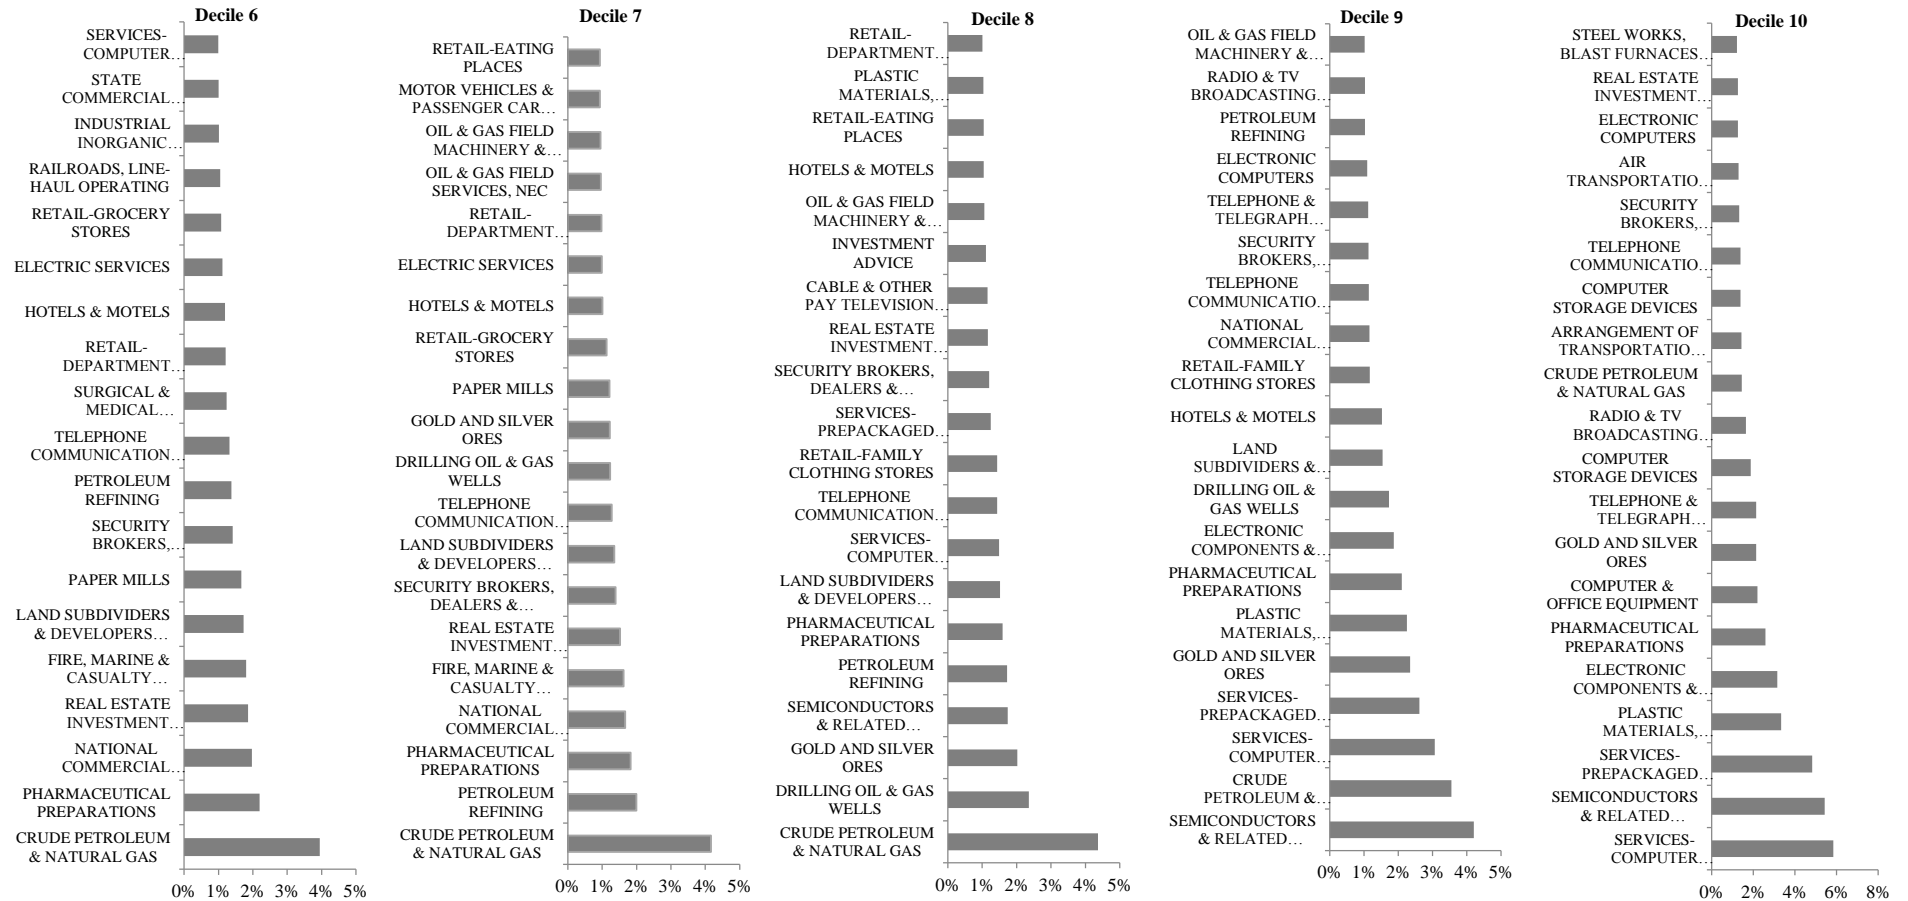 Decile 6
SERVICES-
COMPUTER…
STATE
COMMERCIAL…
INDUSTRIAL
INORGANIC…
RAILROADS, LINE-
HAUL OPERATING
RETAIL-GROCERY
STORES
ELECTRIC SERVICES
HOTELS & MOTELS
RETAIL-
DEPARTMENT…
SURGICAL &
MEDICAL…
TELEPHONE
COMMUNICATION…
PETROLEUM
REFINING
SECURITY
BROKERS,…
PAPER MILLS
LAND SUBDIVIDERS
& DEVELOPERS…
FIRE, MARINE &
CASUALTY…
REAL ESTATE
INVESTMENT…
NATIONAL
COMMERCIAL…
PHARMACEUTICAL
PREPARATIONS
CRUDE PETROLEUM
& NATURAL GAS
0% 1% 2% 3% 4% 5%
Decile 7
RETAIL-EATING
PLACES
MOTOR VEHICLES &
PASSENGER CAR…
OIL & GAS FIELD
MACHINERY &…
OIL & GAS FIELD
SERVICES, NEC
RETAIL-
DEPARTMENT…
ELECTRIC SERVICES
HOTELS & MOTELS
RETAIL-GROCERY
STORES
PAPER MILLS
GOLD AND SILVER
ORES
DRILLING OIL & GAS
WELLS
TELEPHONE
COMMUNICATION…
LAND SUBDIVIDERS
& DEVELOPERS…
SECURITY BROKERS,
DEALERS &…
REAL ESTATE
INVESTMENT…
FIRE, MARINE &
CASUALTY…
NATIONAL
COMMERCIAL…
PHARMACEUTICAL
PREPARATIONS
PETROLEUM
REFINING
CRUDE PETROLEUM
& NATURAL GAS
0% 1% 2% 3% 4% 5%
Decile 8
RETAIL-
DEPARTMENT…
PLASTIC
MATERIALS,…
RETAIL-EATING
PLACES
HOTELS & MOTELS
OIL & GAS FIELD
MACHINERY &…
INVESTMENT
ADVICE
CABLE & OTHER
PAY TELEVISION…
REAL ESTATE
INVESTMENT…
SECURITY BROKERS,
DEALERS &…
SERVICES-
PREPACKAGED…
RETAIL-FAMILY
CLOTHING STORES
TELEPHONE
COMMUNICATION…
SERVICES-
COMPUTER…
LAND SUBDIVIDERS
& DEVELOPERS…
PHARMACEUTICAL
PREPARATIONS
PETROLEUM
REFINING
SEMICONDUCTORS
& RELATED…
GOLD AND SILVER
ORES
DRILLING OIL & GAS
WELLS
CRUDE PETROLEUM
& NATURAL GAS
0% 1% 2% 3% 4% 5%
Decile 9
OIL & GAS FIELD
MACHINERY &…
RADIO & TV
BROADCASTING…
PETROLEUM
REFINING
ELECTRONIC
COMPUTERS
TELEPHONE &
TELEGRAPH…
SECURITY
BROKERS,…
TELEPHONE
COMMUNICATIO…
NATIONAL
COMMERCIAL…
RETAIL-FAMILY
CLOTHING STORES
HOTELS & MOTELS
LAND
SUBDIVIDERS &…
DRILLING OIL &
GAS WELLS
ELECTRONIC
COMPONENTS &…
PHARMACEUTICAL
PREPARATIONS
PLASTIC
MATERIALS,…
GOLD AND SILVER
ORES
SERVICES-
PREPACKAGED…
SERVICES-
COMPUTER…
CRUDE
PETROLEUM &…
SEMICONDUCTORS
& RELATED…
0% 1% 2% 3% 4% 5%
Decile 10
STEEL WORKS,
BLAST FURNACES…
REAL ESTATE
INVESTMENT…
ELECTRONIC
COMPUTERS
AIR
TRANSPORTATIO…
SECURITY
BROKERS,…
TELEPHONE
COMMUNICATIO…
COMPUTER
STORAGE DEVICES
ARRANGEMENT OF
TRANSPORTATIO…
CRUDE PETROLEUM
& NATURAL GAS
RADIO & TV
BROADCASTING…
COMPUTER
STORAGE DEVICES
TELEPHONE &
TELEGRAPH…
GOLD AND SILVER
ORES
COMPUTER &
OFFICE EQUIPMENT
PHARMACEUTICAL
PREPARATIONS
ELECTRONIC
COMPONENTS &…
PLASTIC
MATERIALS,…
SERVICES-
PREPACKAGED…
SEMICONDUCTORS
& RELATED…
SERVICES-
COMPUTER…
0% 2% 4% 6% 8%